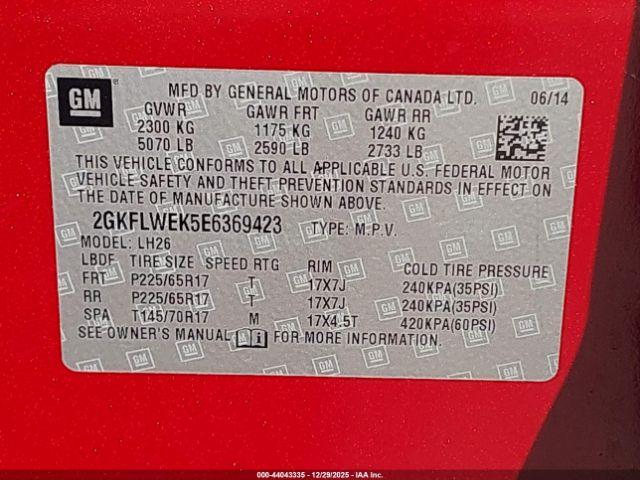 GM
MFD BY GENERAL MOTORS OF CANADA LTD. 06/14
GVWR GAWR FRT GAWR RR
2300 KG 1175 KG 1240 KG
5070 LB 2590 LB 2733 LB
THIS VEHICLE CONFORMS TO ALL APPLICABLE U.S. FEDERAL MOTOR
VEHICLE SAFETY AND THEFT PREVENTION STANDARDS IN EFFECT ON
THE DATE OF MANUFACTURE SHOWN ABOVE.
2GKFLWEK5E6369423 TYPE: M.P.V.
MODEL: LH26
LBDF TIRE SIZE SPEED RTG RIM COLD TIRE PRESSURE
FRT P225/65R17 T 17X7J 240KPA(35PSI)
RR P225/65R17 T 17X7J 240KPA(35PSI)
SPA T145/70R17 M 17X4.5T 420KPA(60PSI)
SEE OWNER'S MANUAL FOR MORE INFORMATION.
000-44043335 - 12/29/2025 - IAA Inc.